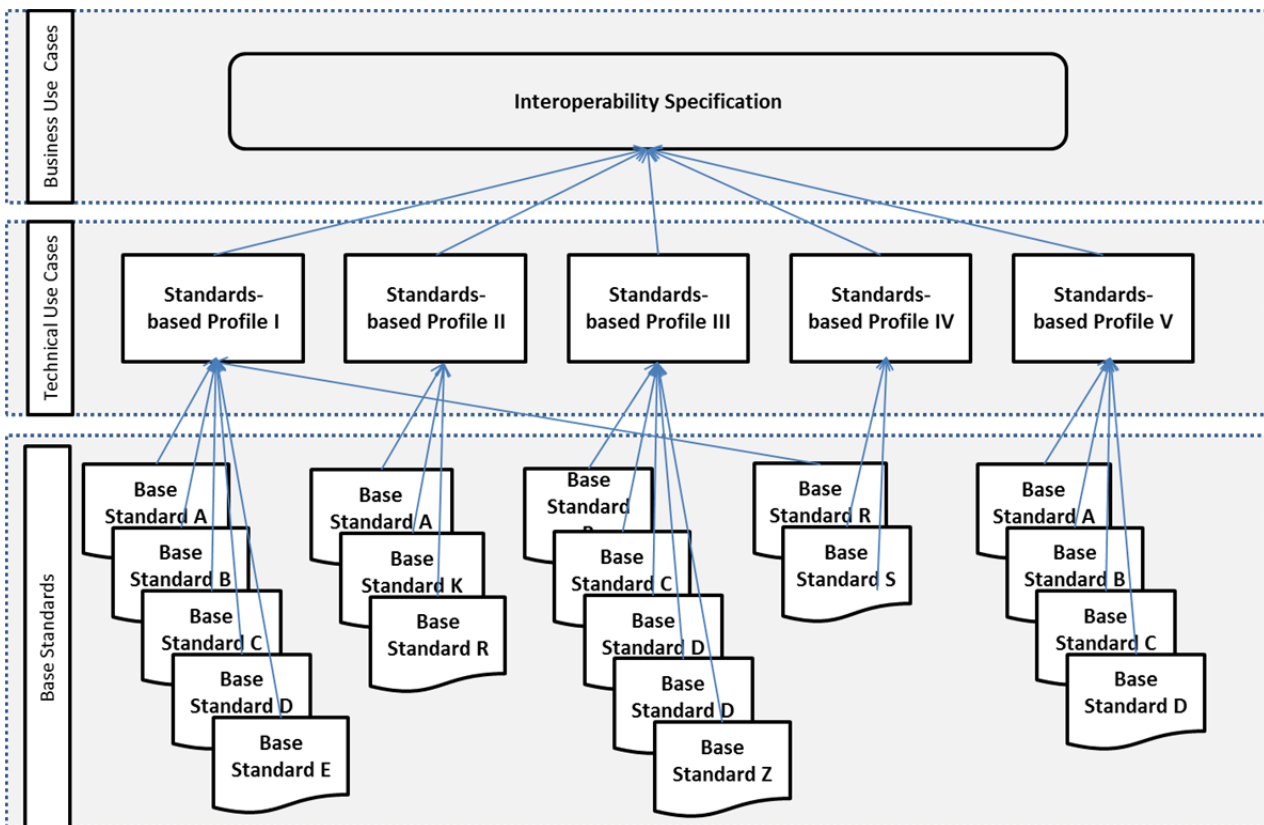 Business Use Cases
Interoperability Specification
Technical Use Cases
Standards-
based Profile I
Standards-
based Profile II
Standards-
based Profile III
Standards-
based Profile IV
Standards-
based Profile V
Base Standards
Base
Standard A
Base
Standard B
Base
Standard C
Base
Standard D
Base
Standard E
Base
Standard A
Base
Standard K
Base
Standard R
Base
Standard
Base
Standard C
Base
Standard D
Base
Standard D
Base
Standard Z
Base
Standard R
Base
Standard S
Base
Standard A
Base
Standard B
Base
Standard C
Base
Standard D